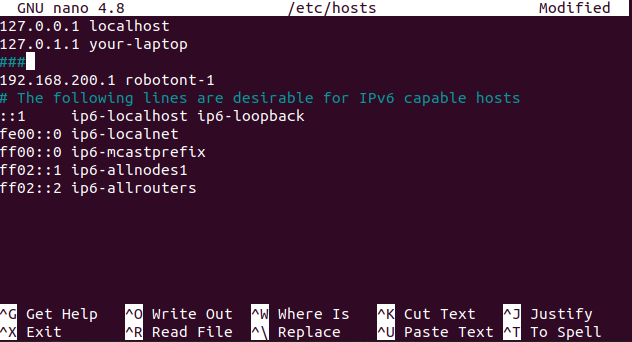 GNU nano 4.8 /etc/hosts Modified
127.0.0.1 localhost
127.0.1.1 your-laptop
###
192.168.200.1 robotont-1
# The following lines are desirable for IPv6 capable hosts
::1 ip6-localhost ip6-loopback
fe00::0 ip6-localnet
ff00::0 ip6-mcastprefix
ff02::1 ip6-allnodes1
ff02::2 ip6-allrouters
^G Get Help ^O Write Out ^W Where Is ^K Cut Text ^J Justify
^X Exit ^R Read File ^\ Replace ^U Paste Text ^T To Spell